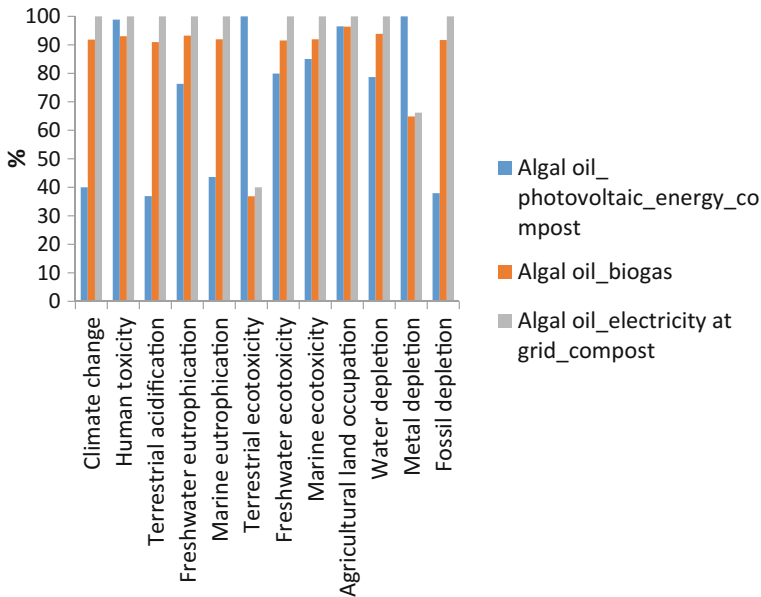 100
90
80
70
60
50
40
30
20
10
0
%
Climate change
Human toxicity
Terrestrial acidification
Freshwater eutrophication
Marine eutrophication
Terrestrial ecotoxicity
Freshwater ecotoxicity
Marine ecotoxicity
Agricultural land occupation
Water depletion
Metal depletion
Fossil depletion
Algal oil_
photovoltaic_energy_co
mpost
Algal oil_biogas
Algal oil_electricity at
grid_compost